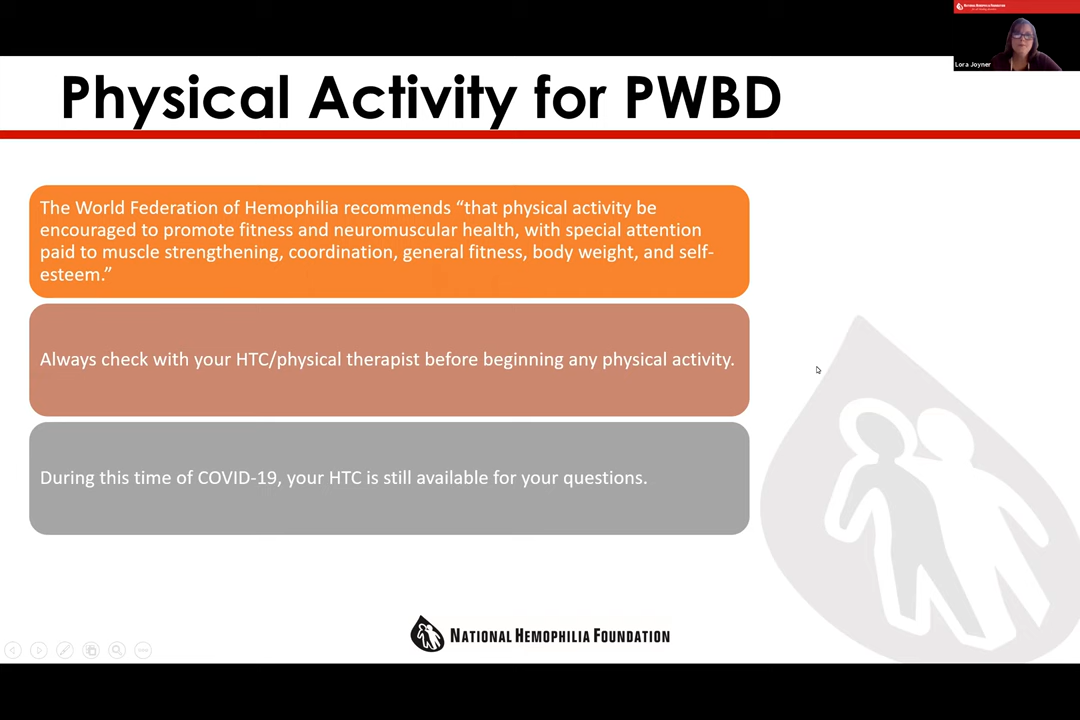 NATIONAL HEMOPHILIA FOUNDATION
Lora Joyner
Physical Activity for PWBD
The World Federation of Hemophilia recommends “that physical activity be
encouraged to promote fitness and neuromuscular health, with special attention
paid to muscle strengthening, coordination, general fitness, body weight, and self-
esteem.”
Always check with your HTC/physical therapist before beginning any physical activity.
During this time of COVID-19, your HTC is still available for your questions.
NATIONAL HEMOPHILIA FOUNDATION